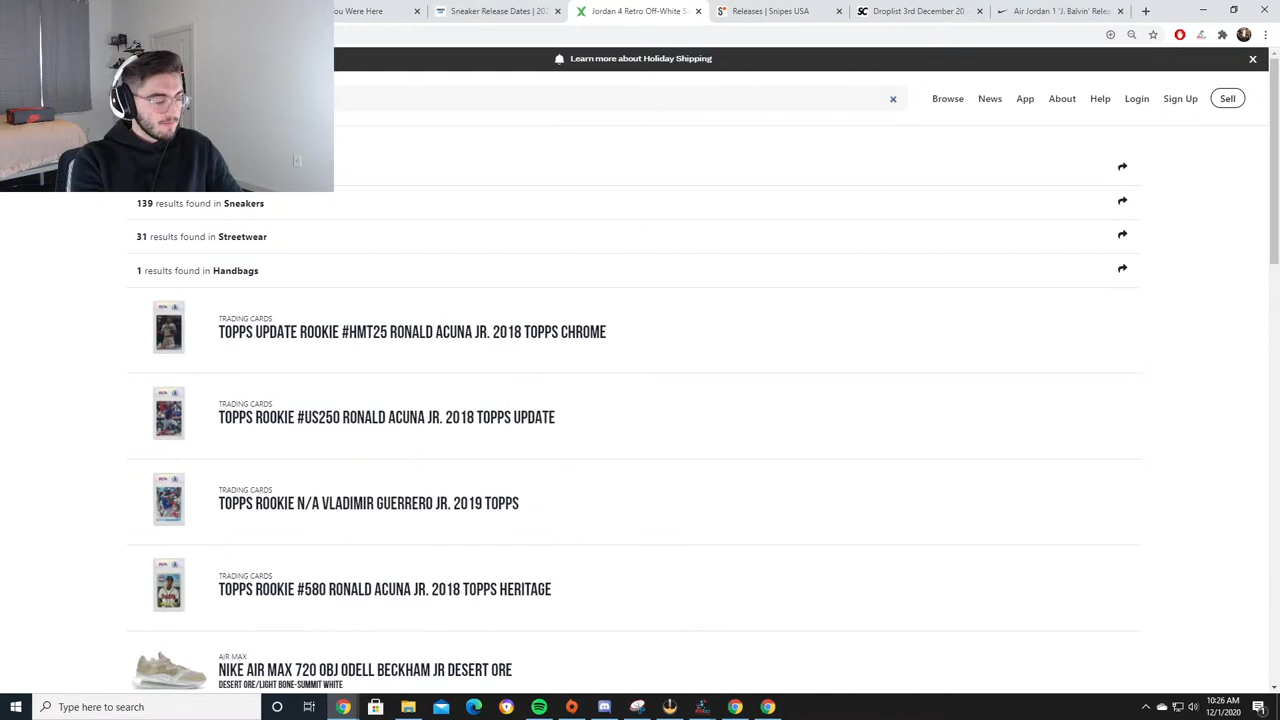 ou Were Here
Sneaker Release Dates | 20
Jordan 4 Retro Off-White S
Releases | Snipes USA
Droplist 3rd December 20
Air Jordan 1 'J. Balvin' Relea
Learn more about Holiday Shipping
Browse News App About Help Login Sign Up Sell
139 results found in Sneakers
31 results found in Streetwear
1 results found in Handbags
TRADING CARDS
TOPPS UPDATE ROOKIE #HMT25 RONALD ACUNA JR. 2018 TOPPS CHROME
TRADING CARDS
TOPPS ROOKIE #US250 RONALD ACUNA JR. 2018 TOPPS UPDATE
TRADING CARDS
TOPPS ROOKIE N/A VLADIMIR GUERRERO JR. 2019 TOPPS
TRADING CARDS
TOPPS ROOKIE #580 RONALD ACUNA JR. 2018 TOPPS HERITAGE
AIR MAX
NIKE AIR MAX 720 OBJ ODELL BECKHAM JR DESERT ORE
DESERT ORE/LIGHT BONE-SUMMIT WHITE
Type here to search
10:26 AM
12/1/2020